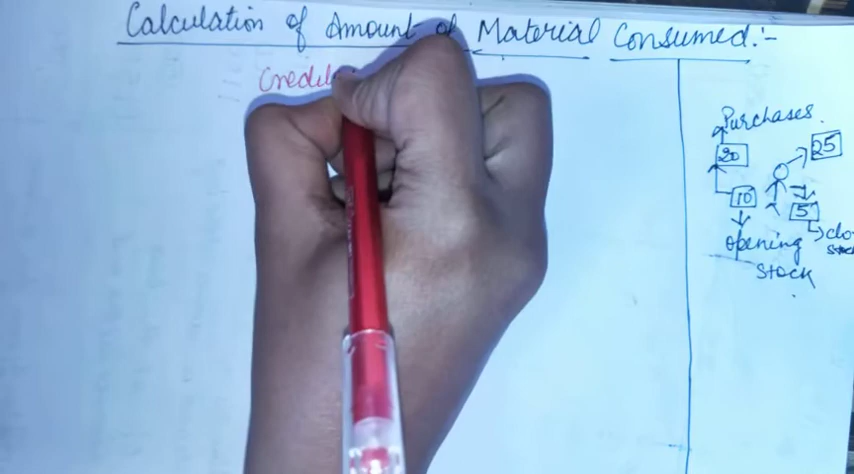 Calculation of Amount of Material Consumed:-
Purchases.
20
25
10
5
opening
stock